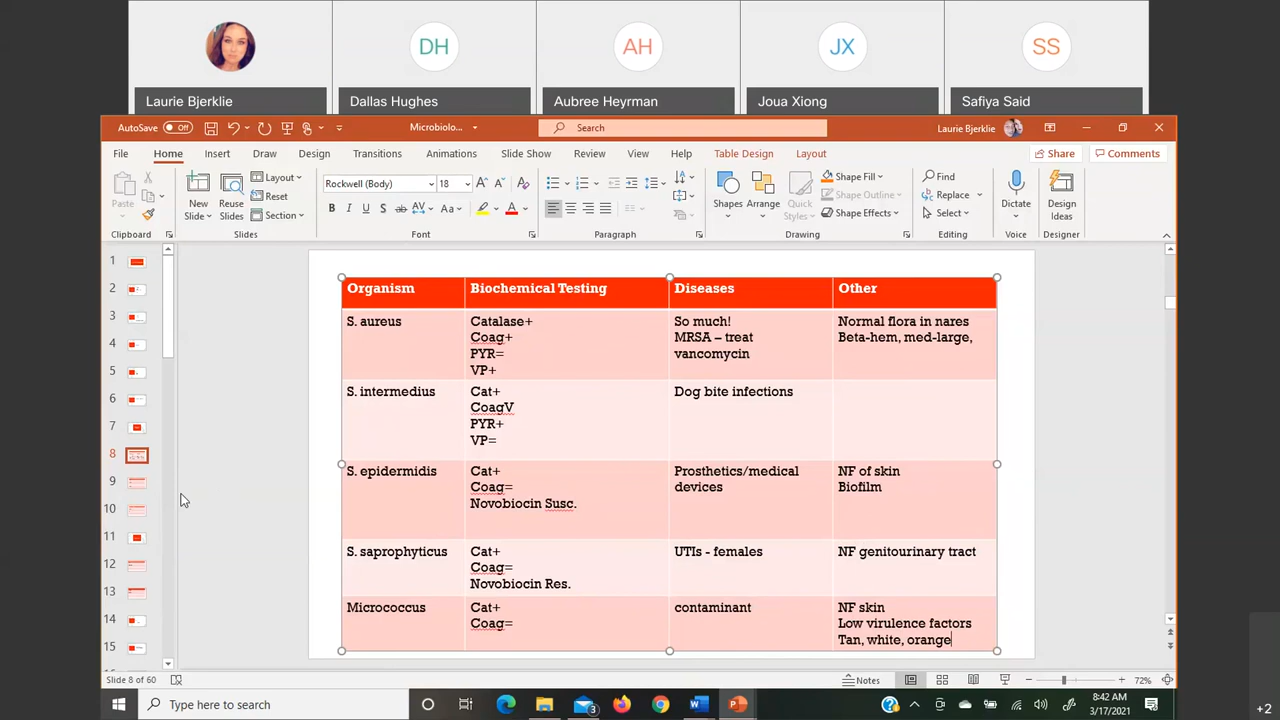 DH
AH
JX
SS
Laurie Bjerklie
Dallas Hughes
Aubree Heyrman
Joua Xiong
Safiya Said
AutoSave Off
Microbiolo...
Search
Laurie Bjerklie
File Home Insert Draw Design Transitions Animations Slide Show Review View Help Table Design Layout
Share
Comments
Paste
New Slides
Reuse Slides
Layout
Reset
Section
Rockwell (Body) 18
Shapes
Arrange
Quick Styles
Shape Fill
Shape Outline
Shape Effects
Find
Replace
Select
Dictate
Design Ideas
Clipboard
Slides
Font
Paragraph
Drawing
Editing
Voice
Designer
1
2
3
4
5
6
7
8
9
10
11
12
13
14
15
Organism Biochemical Testing Diseases Other
S. aureus
Catalase+
Coag+
PYR=
VP+
So much!
MRSA – treat
vancomycin
Normal flora in nares
Beta-hem, med-large,
S. intermedius
Cat+
CoagV
PYR+
VP=
Dog bite infections
S. epidermidis
Cat+
Coag=
Novobiocin Susc.
Prosthetics/medical
devices
NF of skin
Biofilm
S. saprophyticus
Cat+
Coag=
Novobiocin Res.
UTIs - females
NF genitourinary tract
Micrococcus
Cat+
Coag=
contaminant
NF skin
Low virulence factors
Tan, white, orange
Slide 8 of 60
Notes
72%
Type here to search
3
8:42 AM
3/17/2021
+2